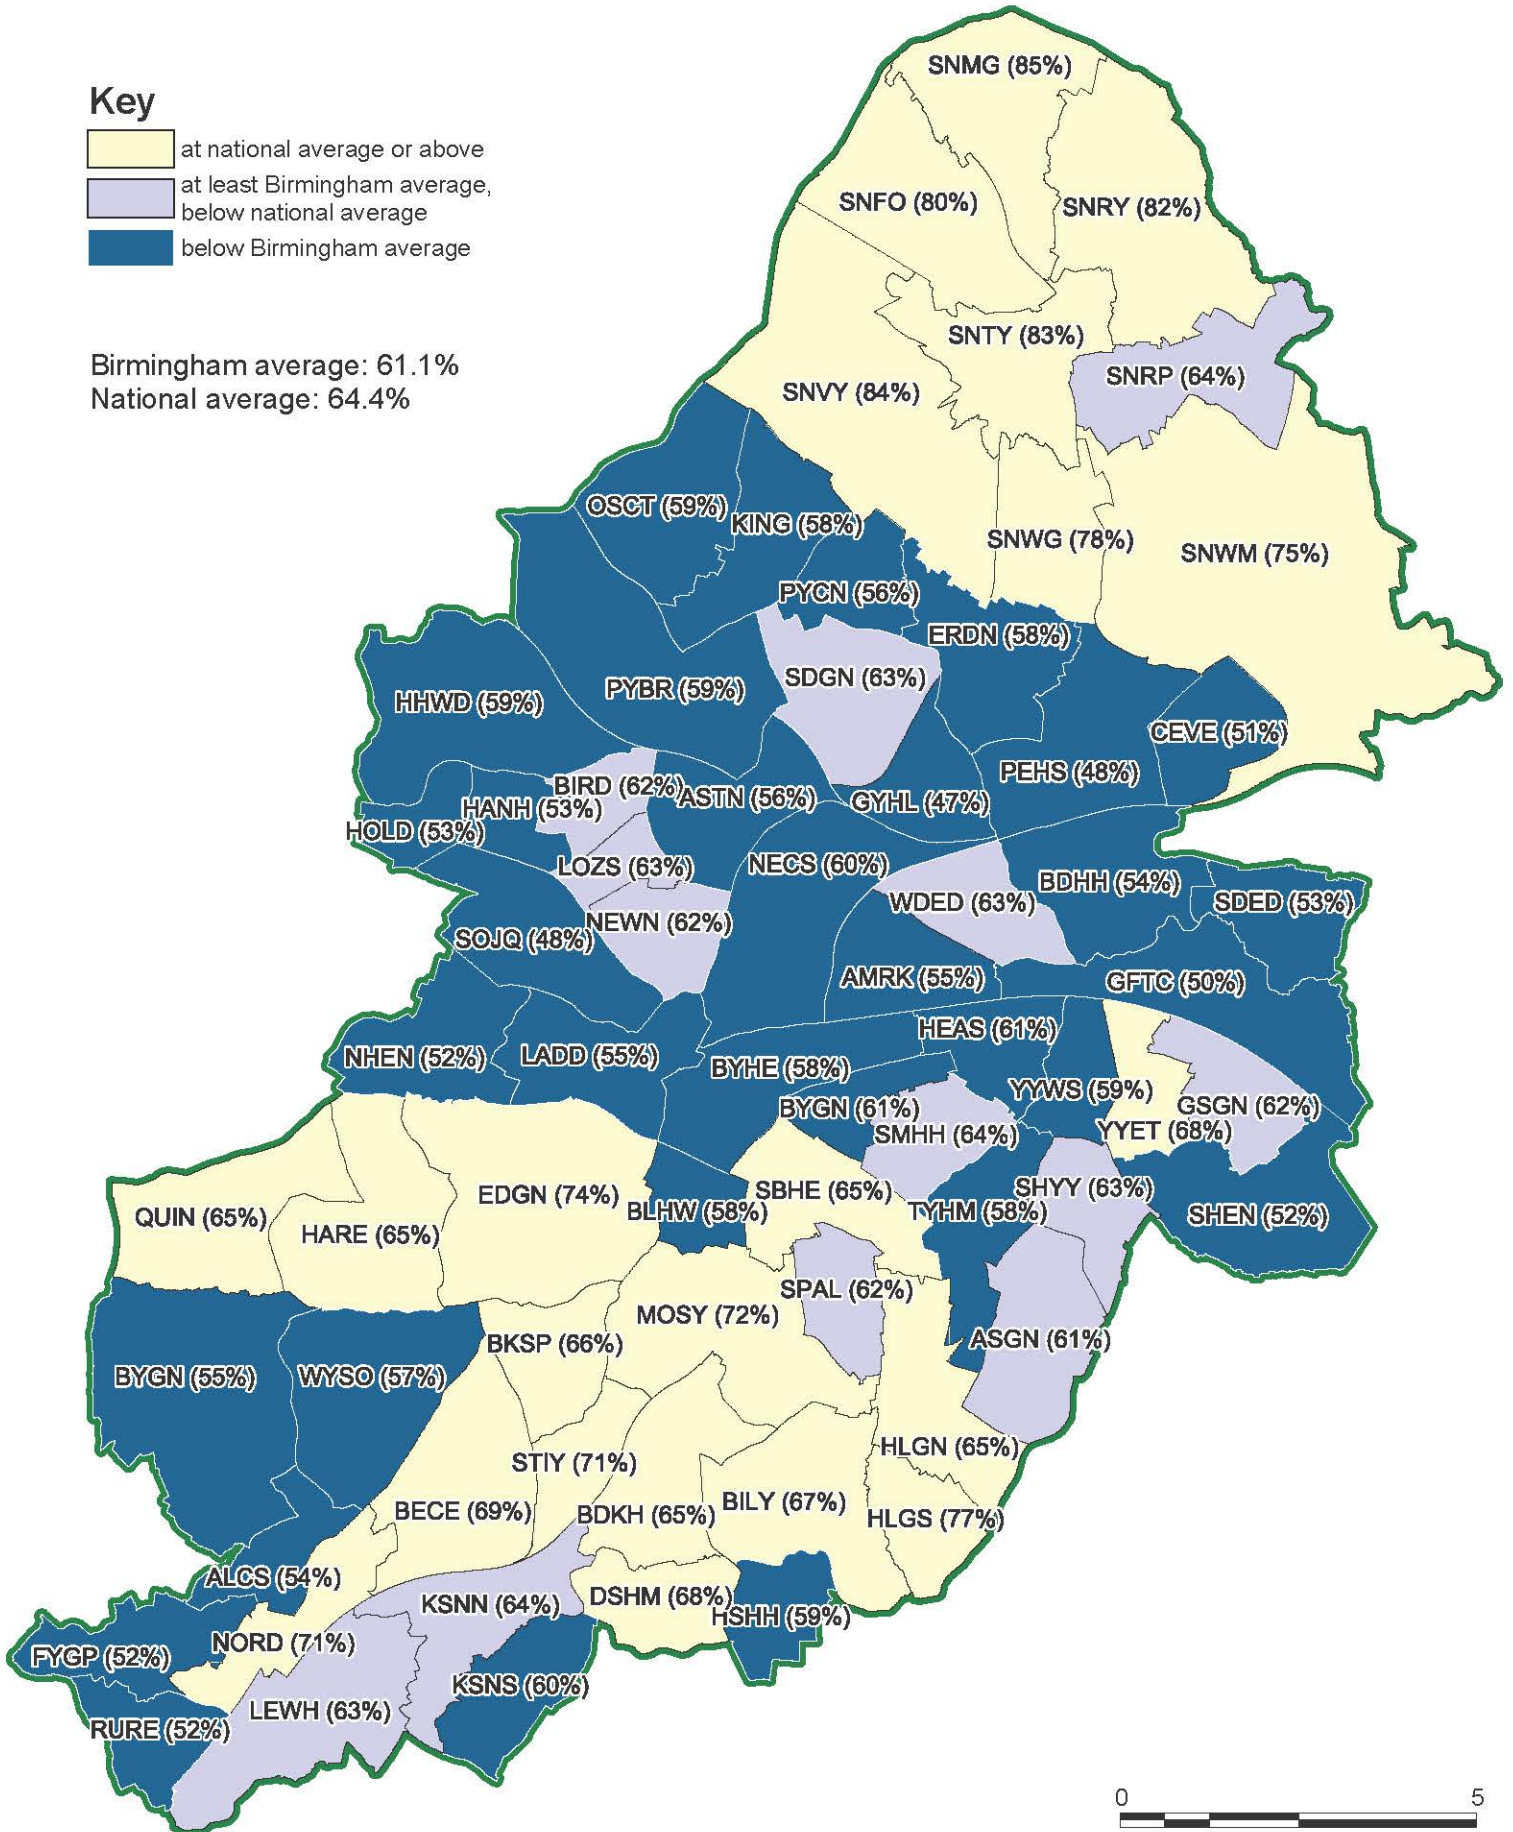 SNMG (85%)
Key
at national average or above
at least Birmingham average,
below national average
below Birmingham average
SNFO (80%)
SNRY (82%)
SNTY (83%)
Birmingham average: 61.1%
National average: 64.4%
SNRP (64%)
SNVY (84%)
OSCT (59%)
KING (58%)
SNWG (78%)
SNWM (75%)
PYCN (56%)
ERDN (58%)
SDGN (63%)
PYBR (59%)
HHWD (59%)
CEVE (51%)
PEHS (48%)
BIRD (62%)
ASTN (56%)
GYHL (47%)
HANH (53%)
HOLD (53%)
LOZS (63%)
NECS (60%)
BDHH (54%)
WDED (63%)
SDED (53%)
NEWN (62%)
SOJQ (48%)
AMRK (55%)
GFTC (50%)
HEAS (61%)
NHEN (52%)
LADD (55%)
BYHE (58%)
YYWS (59%)
BYGN (61%)
GSGN (62%)
SMHH (64%)
YYET (68%)
SBHE (65%)
SHYY (63%)
EDGN (74%)
BLHW (58%)
TYHM (58%)
QUIN (65%)
SHEN (52%)
HARE (65%)
SPAL (62%)
MOSY (72%)
ASGN (61%)
BKSP (66%)
BYGN (55%)
WYSO (57%)
HLGN (65%)
STIY (71%)
BILY (67%)
BECE (69%)
BDKH (65%)
HLGS (77%)
ALCS (54%)
DSHM (68%)
KSNN (64%)
HSHH (59%)
NORD (71%)
FYGP (52%)
KSNS (60%)
LEWH (63%)
RURE (52%)
0 5